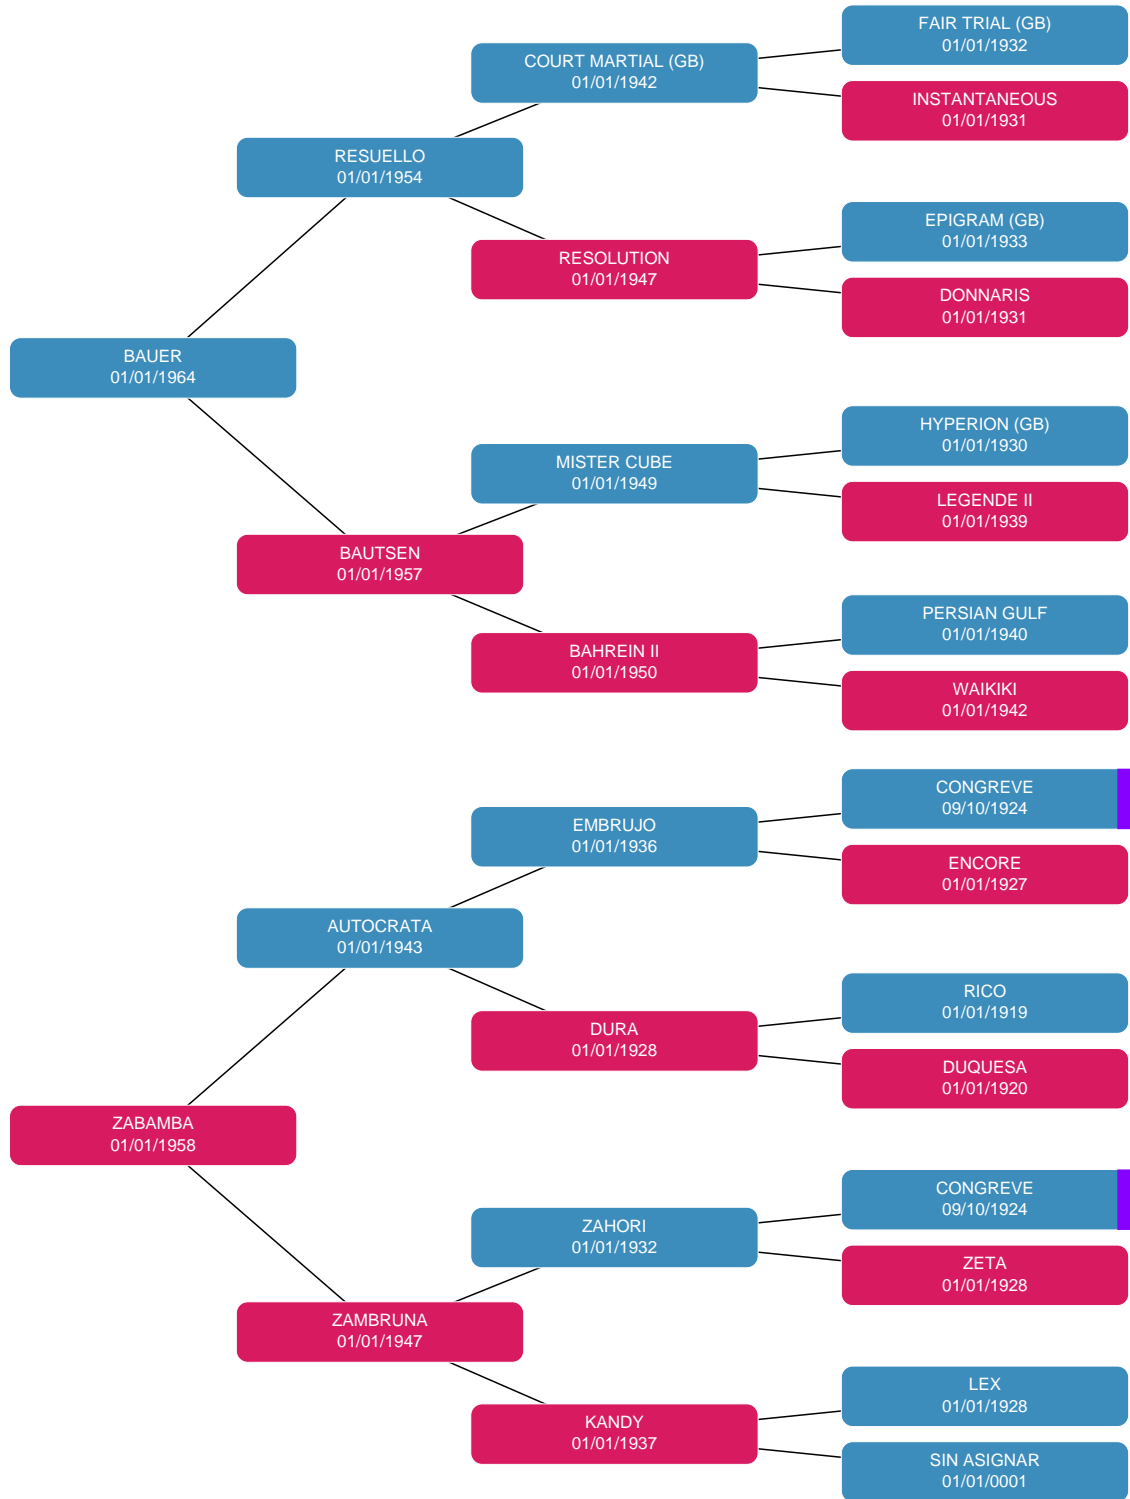 FAIR TRIAL (GB)
01/01/1932
COURT MARTIAL (GB)
01/01/1942
INSTANTANEOUS
01/01/1931
RESUELLO
01/01/1954
EPIGRAM (GB)
01/01/1933
RESOLUTION
01/01/1947
DONNARIS
01/01/1931
BAUER
01/01/1964
HYPERION (GB)
01/01/1930
MISTER CUBE
01/01/1949
LEGENDE II
01/01/1939
BAUTSEN
01/01/1957
PERSIAN GULF
01/01/1940
BAHREIN II
01/01/1950
WAIKIKI
01/01/1942
CONGREVE
09/10/1924
EMBRUJO
01/01/1936
ENCORE
01/01/1927
AUTOCRATA
01/01/1943
RICO
01/01/1919
DURA
01/01/1928
DUQUESA
01/01/1920
ZABAMBA
01/01/1958
CONGREVE
09/10/1924
ZAHORI
01/01/1932
ZETA
01/01/1928
ZAMBRUNA
01/01/1947
LEX
01/01/1928
KANDY
01/01/1937
SIN ASIGNAR
01/01/0001